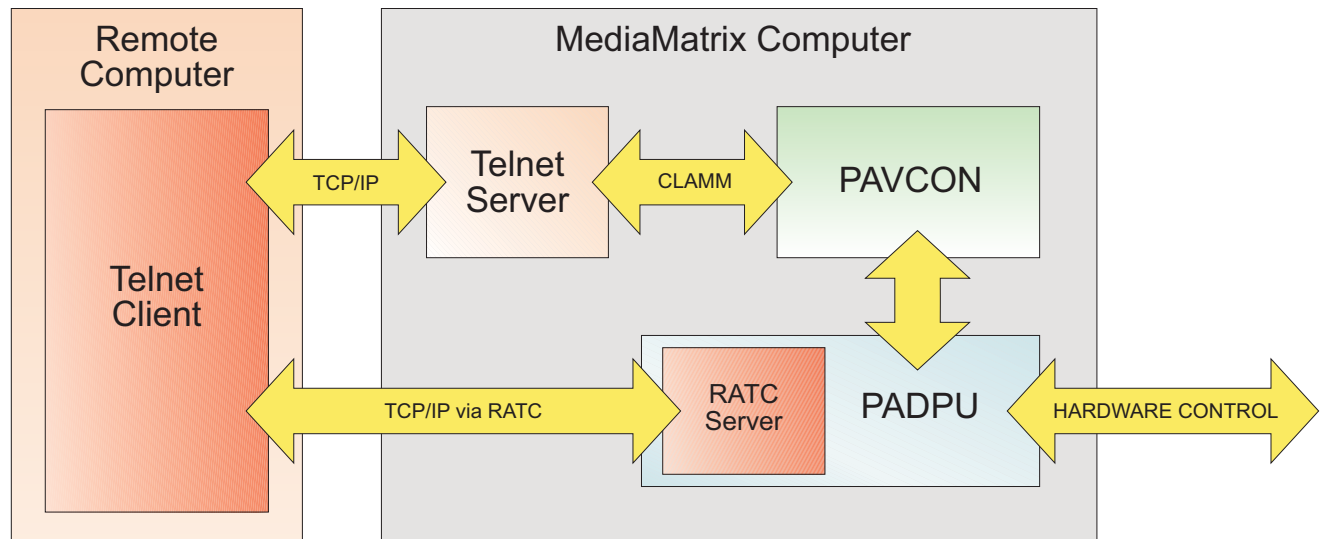 Remote
Computer
MediaMatrix Computer
Telnet
Client
TCP/IP
Telnet
Server
CLAMM
PAVCON
TCP/IP via RATC
RATC
Server
PADPU
HARDWARE CONTROL